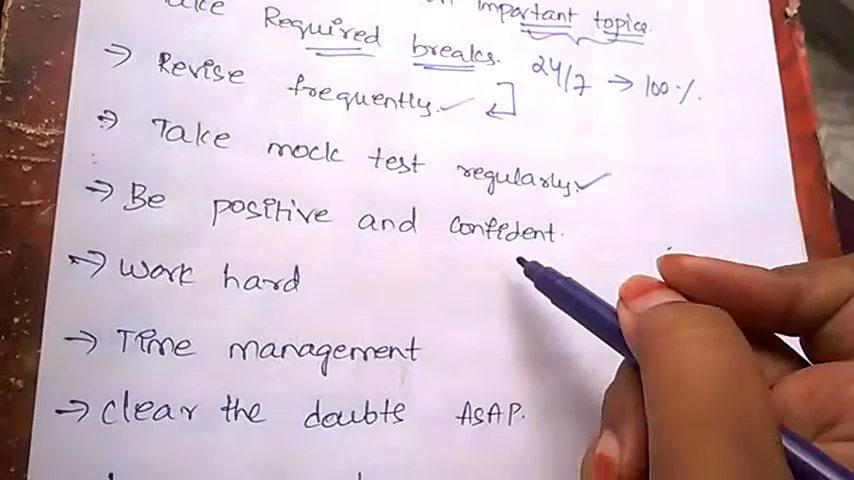 important topics.
Required breaks.
→ Revise frequently. ✓ 24/7 → 100%.
→ Take mock test regularly. ✓
→ Be positive and confident.
→ Work hard
→ Time management
→ clear the doubts ASAP.